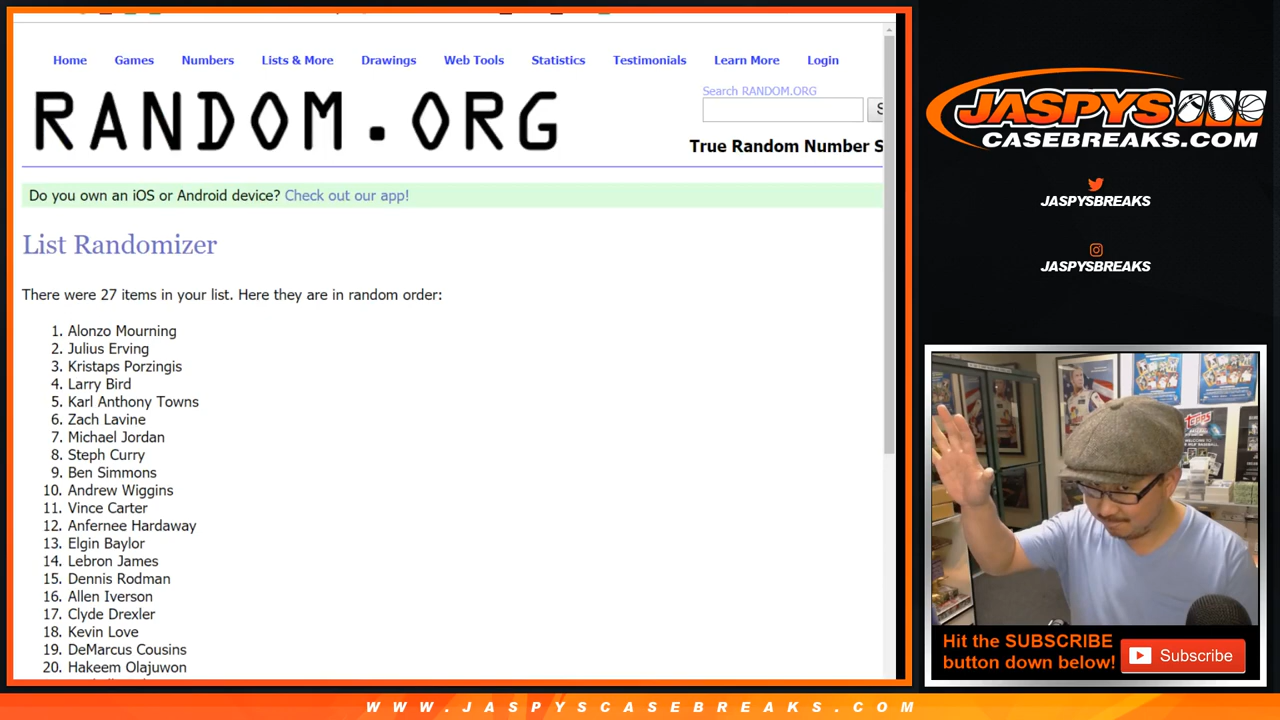 Home Games Numbers Lists & More Drawings Web Tools Statistics Testimonials Learn More Login
RANDOM.ORG
Search RANDOM.ORG
True Random Number S
Do you own an iOS or Android device? Check out our app!
List Randomizer
There were 27 items in your list. Here they are in random order:
1. Alonzo Mourning
2. Julius Erving
3. Kristaps Porzingis
4. Larry Bird
5. Karl Anthony Towns
6. Zach Lavine
7. Michael Jordan
8. Steph Curry
9. Ben Simmons
10. Andrew Wiggins
11. Vince Carter
12. Anfernee Hardaway
13. Elgin Baylor
14. Lebron James
15. Dennis Rodman
16. Allen Iverson
17. Clyde Drexler
18. Kevin Love
19. DeMarcus Cousins
20. Hakeem Olajuwon
JASPYS
CASEBREAKS.COM
JASPYSBREAKS
JASPYSBREAKS
topps
Hit the SUBSCRIBE
button down below!
Subscribe
WWW.JASPYSCASEBREAKS.COM